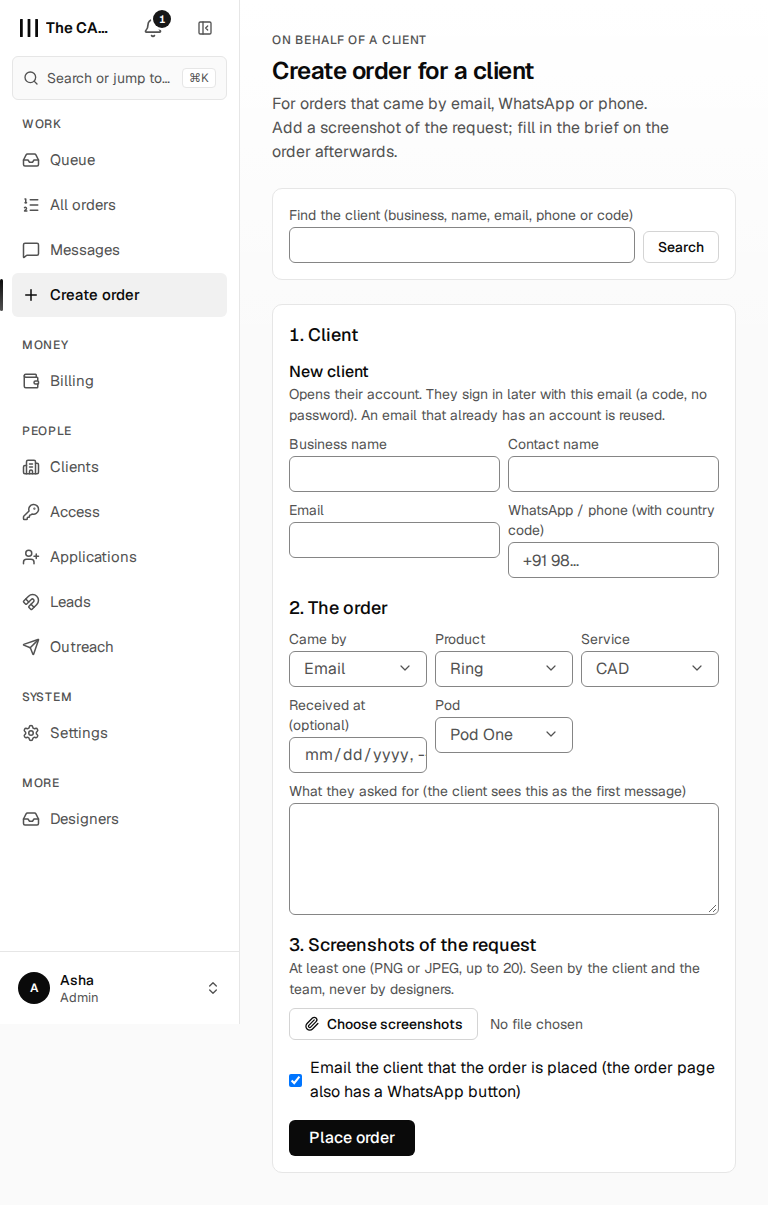 The CA...
1
Search or jump to...
⌘K
WORK
Queue
All orders
Messages
Create order
MONEY
Billing
PEOPLE
Clients
Access
Applications
Leads
Outreach
SYSTEM
Settings
MORE
Designers
A
Asha
Admin
ON BEHALF OF A CLIENT
Create order for a client
For orders that came by email, WhatsApp or phone.
Add a screenshot of the request; fill in the brief on the
order afterwards.
Find the client (business, name, email, phone or code)
Search
1. Client
New client
Opens their account. They sign in later with this email (a code, no
password). An email that already has an account is reused.
Business name
Contact name
Email
WhatsApp / phone (with country
code)
+91 98...
2. The order
Came by
Product
Service
Email
Ring
CAD
Received at
(optional)
Pod
mm/dd/yyyy, -
Pod One
What they asked for (the client sees this as the first message)
3. Screenshots of the request
At least one (PNG or JPEG, up to 20). Seen by the client and the
team, never by designers.
Choose screenshots
No file chosen
Email the client that the order is placed (the order page
also has a WhatsApp button)
Place order